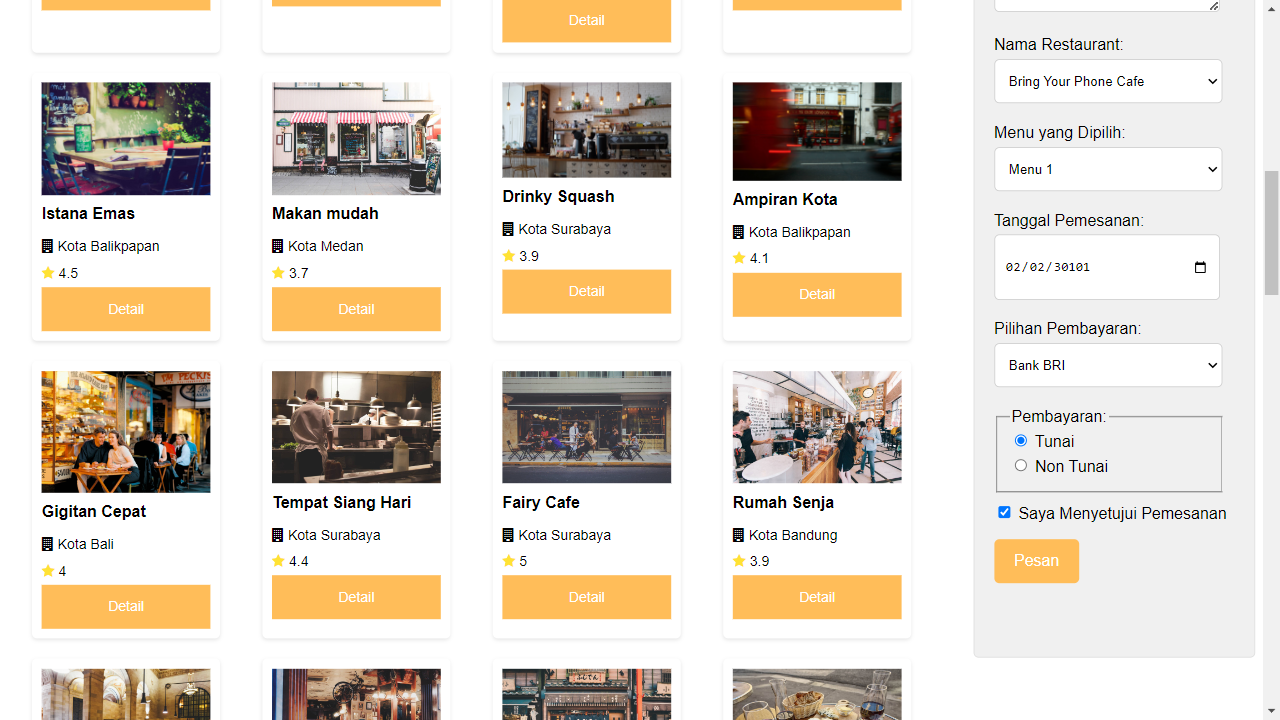 Detail
Istana Emas
Kota Balikpapan
4.5
Detail
Makan mudah
Kota Medan
3.7
Detail
Drinky Squash
Kota Surabaya
3.9
Detail
Ampiran Kota
Kota Balikpapan
4.1
Detail
Gigitan Cepat
Kota Bali
4
Detail
Tempat Siang Hari
Kota Surabaya
4.4
Detail
Fairy Cafe
Kota Surabaya
5
Detail
Rumah Senja
Kota Bandung
3.9
Detail
Nama Restaurant:
Bring Your Phone Cafe
Menu yang Dipilih:
Menu 1
Tanggal Pemesanan:
02/02/30101
Pilihan Pembayaran:
Bank BRI
Pembayaran:
Tunai
Non Tunai
Saya Menyetujui Pemesanan
Pesan